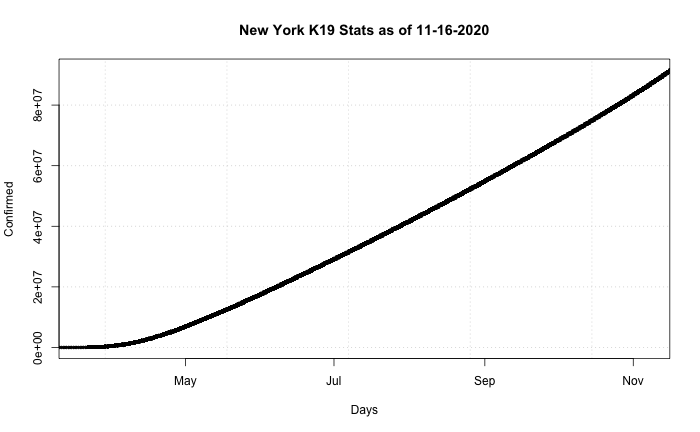 New York K19 Stats as of 11-16-2020
Confirmed
8e+07
6e+07
4e+07
2e+07
0e+00
May Jul Sep Nov
Days